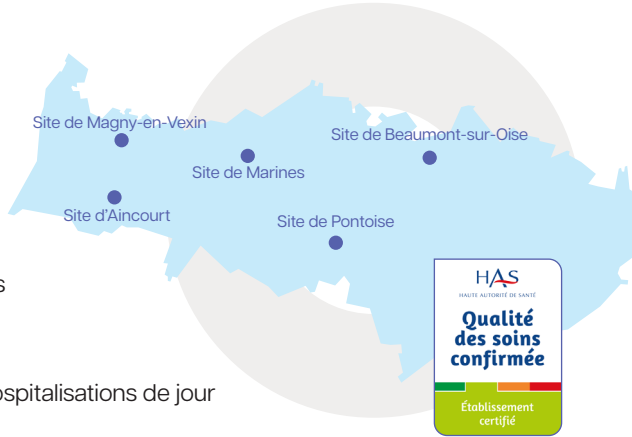 Site de Magny-en-Vexin
Site de Beaumont-sur-Oise
Site de Marines
Site d'Aincourt
Site de Pontoise
HAS
HAUTE AUTORITÉ DE SANTÉ
Qualité
des soins
confirmée
Établissement
certifié
spitalisations de jour